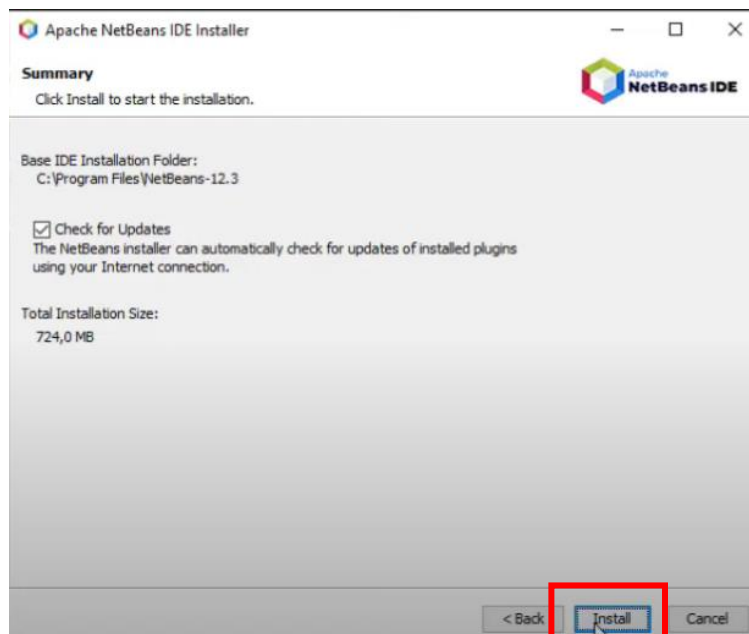 Apache NetBeans IDE Installer
Summary
Click Install to start the installation.
Apache
NetBeans IDE
Base IDE Installation Folder:
C:\Program Files\NetBeans-12.3
Check for Updates
The NetBeans installer can automatically check for updates of installed plugins
using your Internet connection.
Total Installation Size:
724,0 MB
< Back Install Cancel